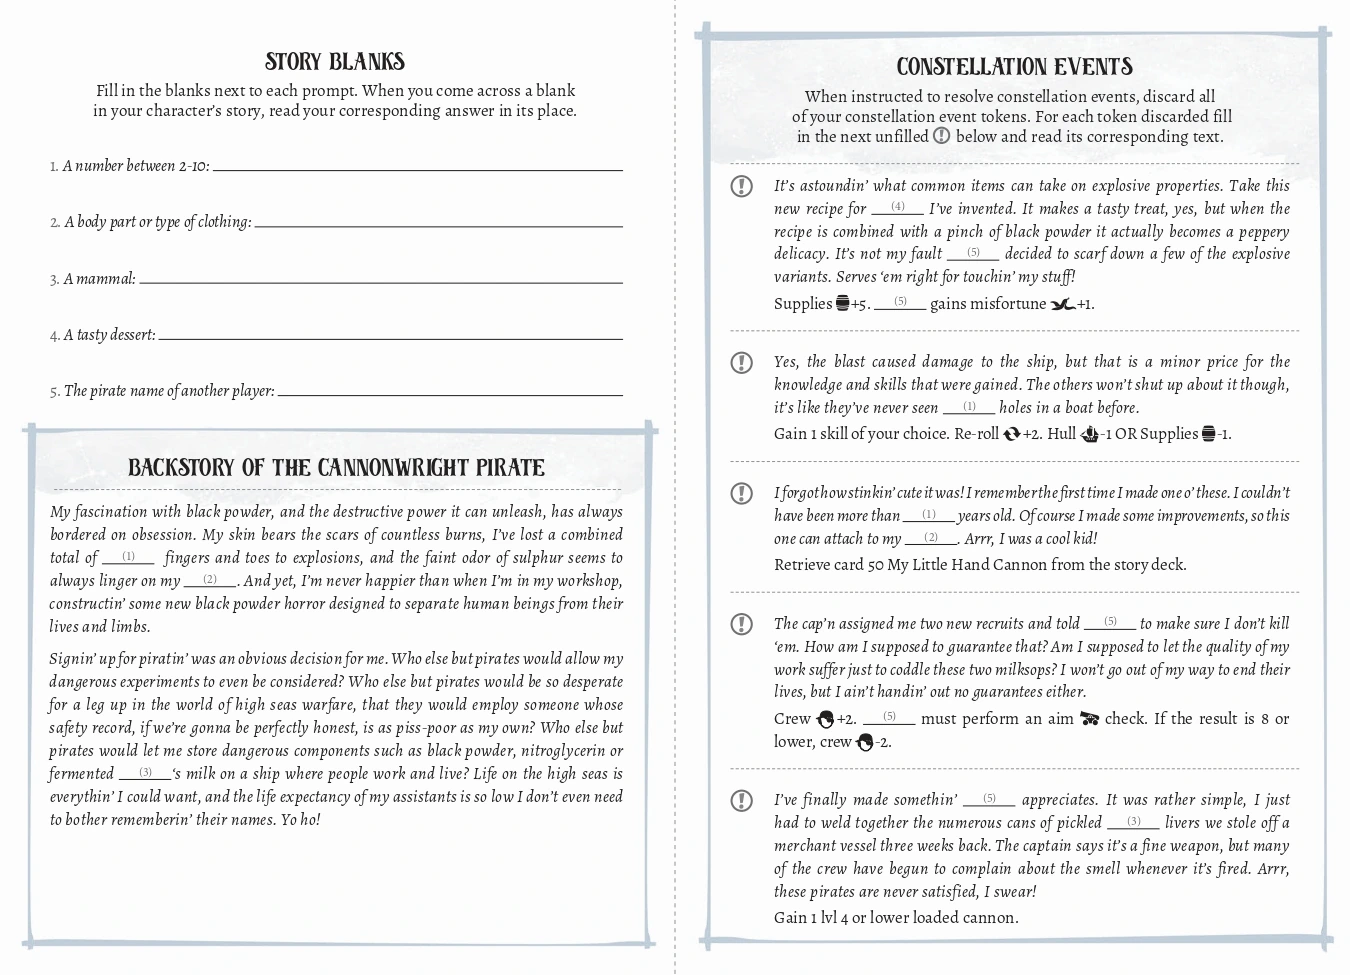 STORY BLANKS
Fill in the blanks next to each prompt. When you come across a blank
in your character's story, read your corresponding answer in its place.
1. A number between 2-10:
2. A body part or type of clothing:
3. A mammal:
4. A tasty dessert:
5. The pirate name of another player:
BACKSTORY OF THE CANNONWRIGHT PIRATE
My fascination with black powder, and the destructive power it can unleash, has always
bordered on obsession. My skin bears the scars of countless burns, I've lost a combined
total of (1) fingers and toes to explosions, and the faint odor of sulphur seems to
always linger on my (2). And yet, I'm never happier than when I'm in my workshop,
constructin' some new black powder horror designed to separate human beings from their
lives and limbs.
Signin' up for piratin' was an obvious decision for me. Who else but pirates would allow my
dangerous experiments to even be considered? Who else but pirates would be so desperate
for a leg up in the world of high seas warfare, that they would employ someone whose
safety record, if we're gonna be perfectly honest, is as piss-poor as my own? Who else but
pirates would let me store dangerous components such as black powder, nitroglycerin or
fermented (3)'s milk on a ship where people work and live? Life on the high seas is
everythin' I could want, and the life expectancy of my assistants is so low I don't even need
to bother rememberin' their names. Yo ho!
CONSTELLATION EVENTS
When instructed to resolve constellation events, discard all
of your constellation event tokens. For each token discarded fill
in the next unfilled ! below and read its corresponding text.
! It's astoundin' what common items can take on explosive properties. Take this
new recipe for (4) I've invented. It makes a tasty treat, yes, but when the
recipe is combined with a pinch of black powder it actually becomes a peppery
delicacy. It's not my fault (5) decided to scarf down a few of the explosive
variants. Serves 'em right for touchin' my stuff!
Supplies +5. (5) gains misfortune +1.
! Yes, the blast caused damage to the ship, but that is a minor price for the
knowledge and skills that were gained. The others won't shut up about it though,
it's like they've never seen (1) holes in a boat before.
Gain 1 skill of your choice. Re-roll +2. Hull -1 OR Supplies -1.
! I forgot how stinkin' cute it was! I remember the first time I made one o' these. I couldn't
have been more than (1) years old. Of course I made some improvements, so this
one can attach to my (2). Arrr, I was a cool kid!
Retrieve card 50 My Little Hand Cannon from the story deck.
! The cap'n assigned me two new recruits and told (5) to make sure I don't kill
'em. How am I supposed to guarantee that? Am I supposed to let the quality of my
work suffer just to coddle these two milksops? I won't go out of my way to end their
lives, but I ain't handin' out no guarantees either.
Crew +2. (5) must perform an aim check. If the result is 8 or
lower, crew -2.
! I've finally made somethin' (5) appreciates. It was rather simple, I just
had to weld together the numerous cans of pickled (3) livers we stole off a
merchant vessel three weeks back. The captain says it's a fine weapon, but many
of the crew have begun to complain about the smell whenever it's fired. Arrr,
these pirates are never satisfied, I swear!
Gain 1 lvl 4 or lower loaded cannon.